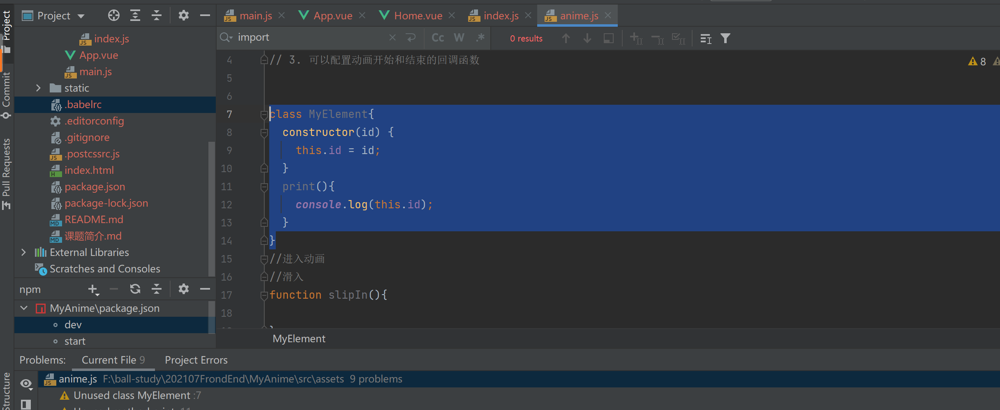 Project
main.js
App.vue
Home.vue
index.js
anime.js
import
Cc
W
.*
0 results
Project
Commit
Pull Requests
Structure
index.js
App.vue
main.js
static
.babelrc
.editorconfig
.gitignore
.postcssrc.js
index.html
package.json
package-lock.json
README.md
课题简介.md
External Libraries
Scratches and Consoles
npm
MyAnime\package.json
dev
start
4 // 3. 可以配置动画开始和结束的回调函数
8
5
6
7 class MyElement{
8 constructor(id) {
9 this.id = id;
10 }
11 print(){
12 console.log(this.id);
13 }
14 }
15 //进入动画
16 //滑入
17 function slipIn(){
18
MyElement
Problems: Current File 9 Project Errors
anime.js F:\ball-study\202107FrondEnd\MyAnime\src\assets 9 problems
Unused class MyElement :7